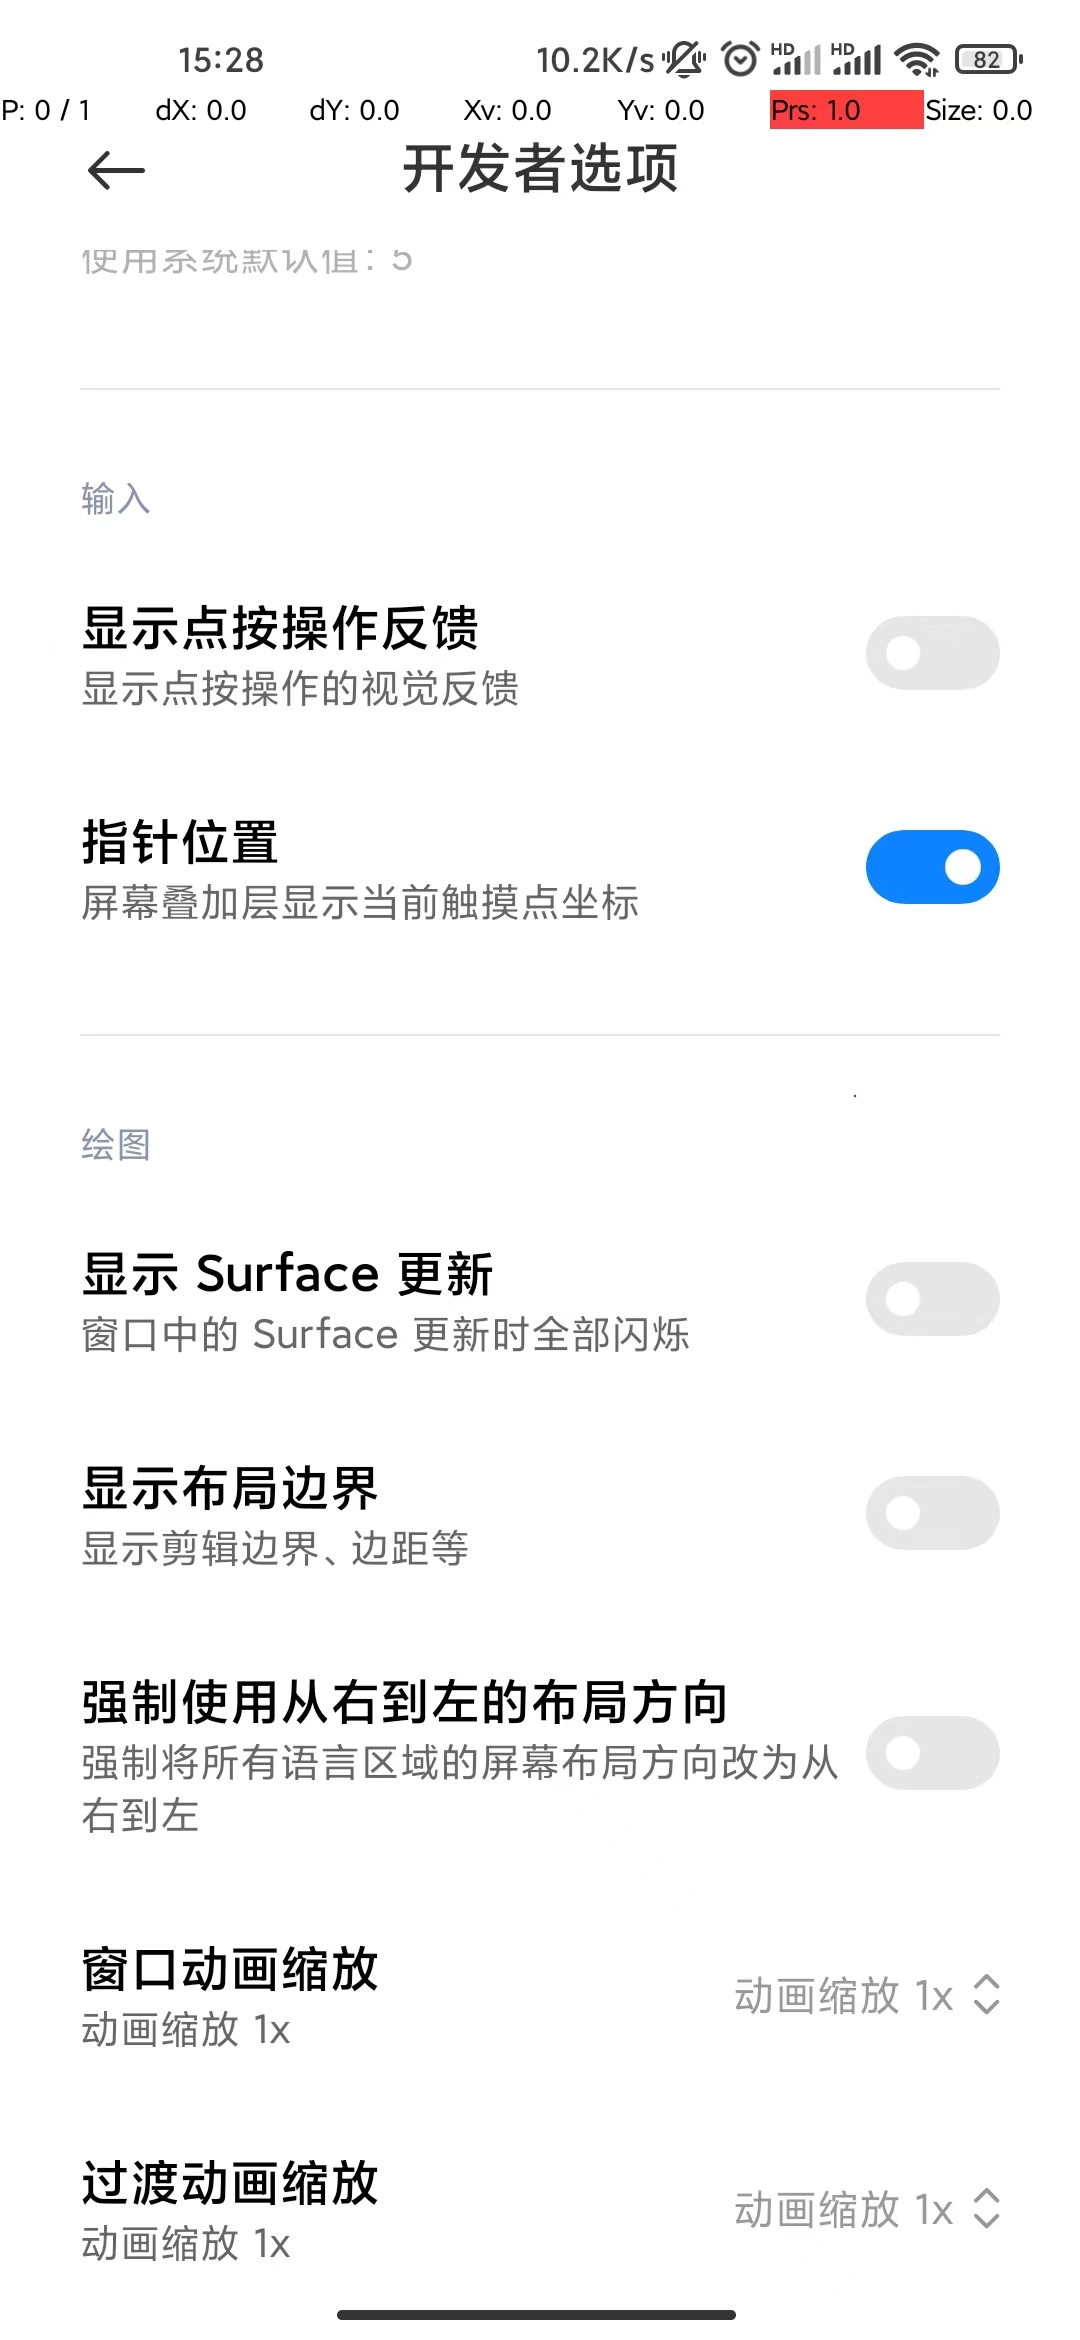 15:28
10.2K/s HD HD 82
P: 0 / 1 dX: 0.0 dY: 0.0 Xv: 0.0 Yv: 0.0 Prs: 1.0 Size: 0.0
开发者选项
使用系统默认值：5
输入
显示点按操作反馈
显示点按操作的视觉反馈
指针位置
屏幕叠加层显示当前触摸点坐标
绘图
显示 Surface 更新
窗口中的 Surface 更新时全部闪烁
显示布局边界
显示剪辑边界、边距等
强制使用从右到左的布局方向
强制将所有语言区域的屏幕布局方向改为从
右到左
窗口动画缩放
动画缩放 1x
动画缩放 1x
过渡动画缩放
动画缩放 1x
动画缩放 1x